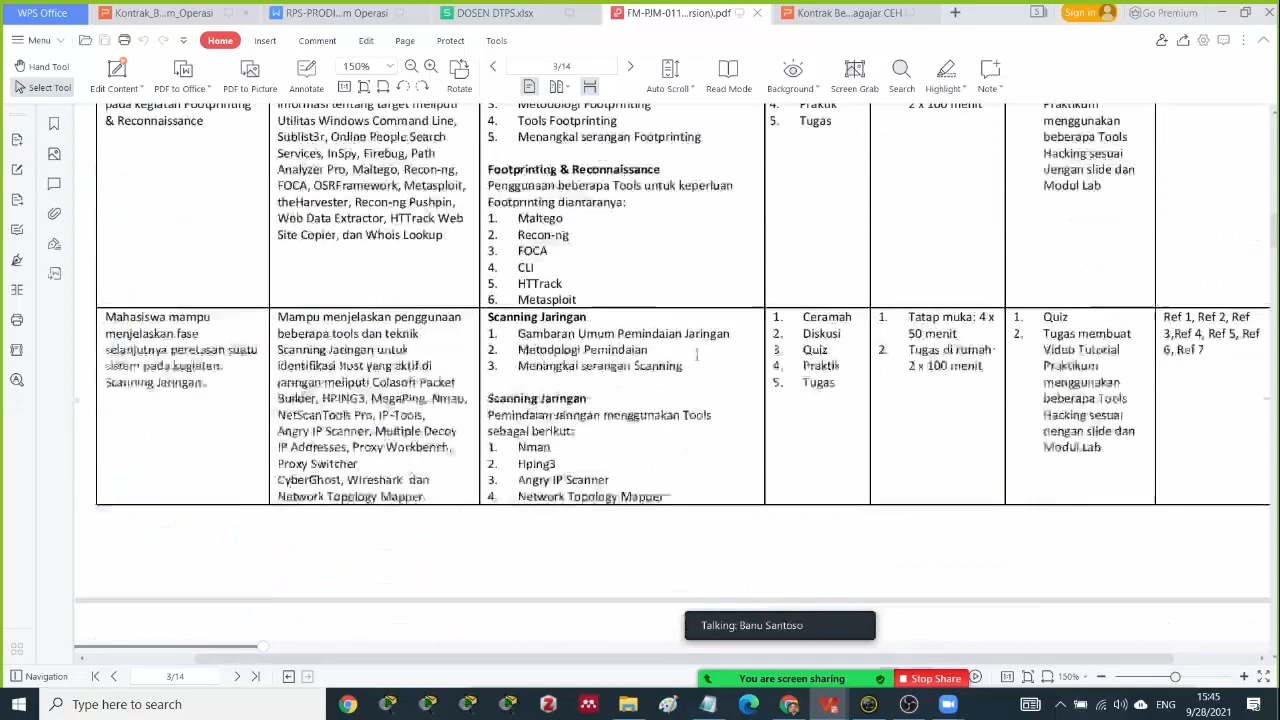 WPS Office
Kontrak_B...m_Operasi
RPS-PRODI...m Operasi
DOSEN DTPS.xlsx
FM-PJM-011...rsion).pdf
Kontrak Be...agajar CEH
Sign in
Go Premium
Menu
Home
Insert
Comment
Edit
Page
Protect
Tools
Hand Tool
Select Tool
Edit Content
PDF to Office
PDF to Picture
Annotate
150%
Rotate
3/14
Auto Scroll
Read Mode
Background
Screen Grab
Search
Highlight
Note
pada kegiatan Footprinting
& Reconnaissance
informasi tentang target meliputi
Utilitas Windows Command Line,
Sublist3r, Online People Search
Services, InSpy, Firebug, Path
Analyzer Pro, Maltego, Recon-ng,
FOCA, OSRFramework, Metasploit,
theHarvester, Recon-ng Pushpin,
Web Data Extractor, HTTrack Web
Site Copier, dan Whois Lookup
3. Metodologi Footprinting
4. Tools Footprinting
5. Menangkal serangan Footprinting
Footprinting & Reconnaissance
Penggunaan beberapa Tools untuk keperluan
Footprinting diantaranya:
1. Maltego
2. Recon-ng
3. FOCA
4. CLI
5. HTTrack
6. Metasploit
4. Praktik
5. Tugas
2 x 100 menit
Praktikum
menggunakan
beberapa Tools
Hacking sesuai
dengan slide dan
Modul Lab
Mahasiswa mampu
menjelaskan fase
selanjutnya peretasan suatu
sistem pada kegiatan
Scanning Jaringan.
Mampu menjelaskan penggunaan
beberapa tools dan teknik
Scanning Jaringan untuk
identifikasi Host yang aktif di
jaringan meliputi Colasoft Packet
Builder, HPING3, MegaPing, Nmap,
NetScanTools Pro, IP-Tools,
Angry IP Scanner, Multiple Decoy
IP Addresses, Proxy Workbench,
Proxy Switcher
CyberGhost, Wireshark dan
Network Topology Mapper
Scanning Jaringan
1. Gambaran Umum Pemindaian Jaringan
2. Metodologi Pemindaian
3. Menangkal serangan Scanning
Scanning Jaringan
Pemindaian Jaringan menggunakan Tools
sebagai berikut:
1. Nmap
2. Hping3
3. Angry IP Scanner
4. Network Topology Mapper
1. Ceramah
2. Diskusi
3. Quiz
4. Praktik
5. Tugas
1. Tatap muka: 4 x
50 menit
2. Tugas di rumah
2 x 100 menit
1. Quiz
2. Tugas membuat
Video Tutorial
Praktikum
menggunakan
beberapa Tools
Hacking sesuai
dengan slide dan
Modul Lab
Ref 1, Ref 2, Ref
3,Ref 4, Ref 5, Ref
6, Ref 7
Talking: Banu Santoso
Navigation
3/14
You are screen sharing
Stop Share
150%
Type here to search
ENG
15:45
9/28/2021